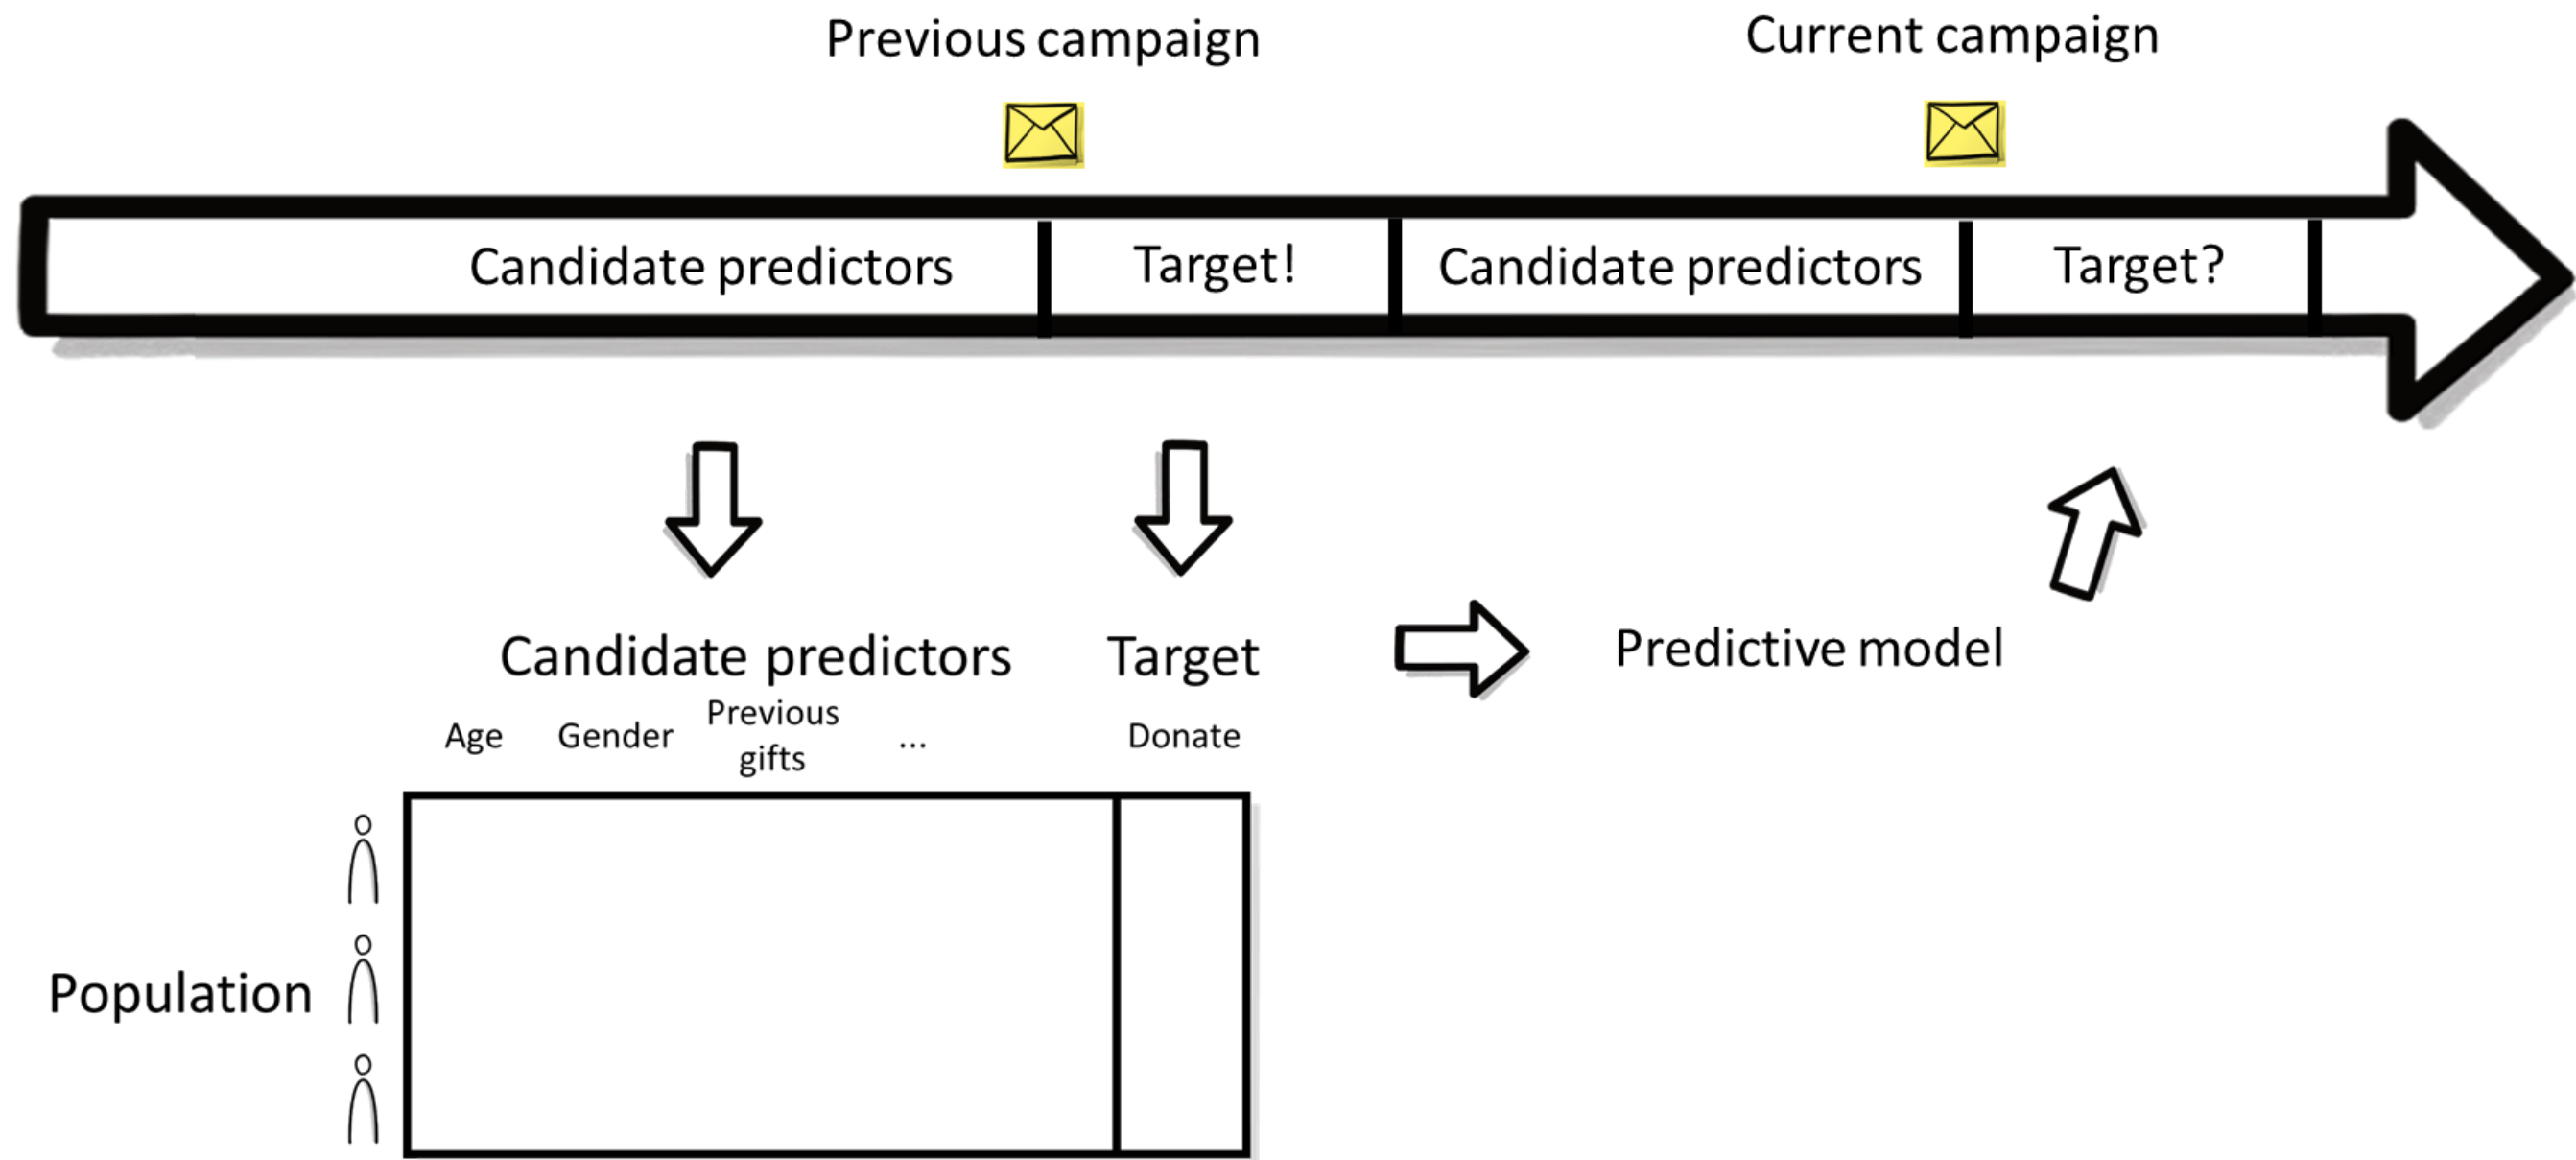 Previous campaign
Current campaign
Candidate predictors
Target!
Candidate predictors
Target?
Candidate predictors
Target
Predictive model
Age
Gender
Previous
gifts
...
Donate
Population